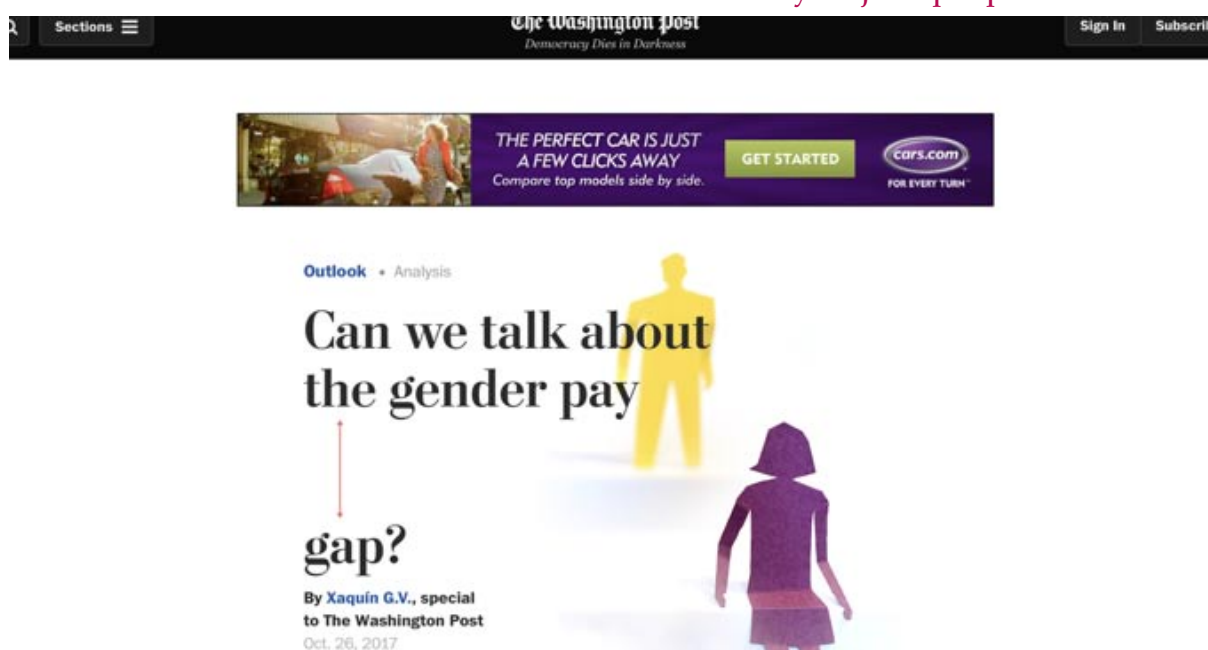 Sections
The Washington Post
Democracy Dies in Darkness
Sign In
THE PERFECT CAR IS JUST
A FEW CLICKS AWAY
Compare top models side by side.
GET STARTED
cars.com
FOR EVERY TURN
Outlook • Analysis
Can we talk about
the gender pay
gap?
By Xaquín G.V., special
to The Washington Post
Oct. 26, 2017